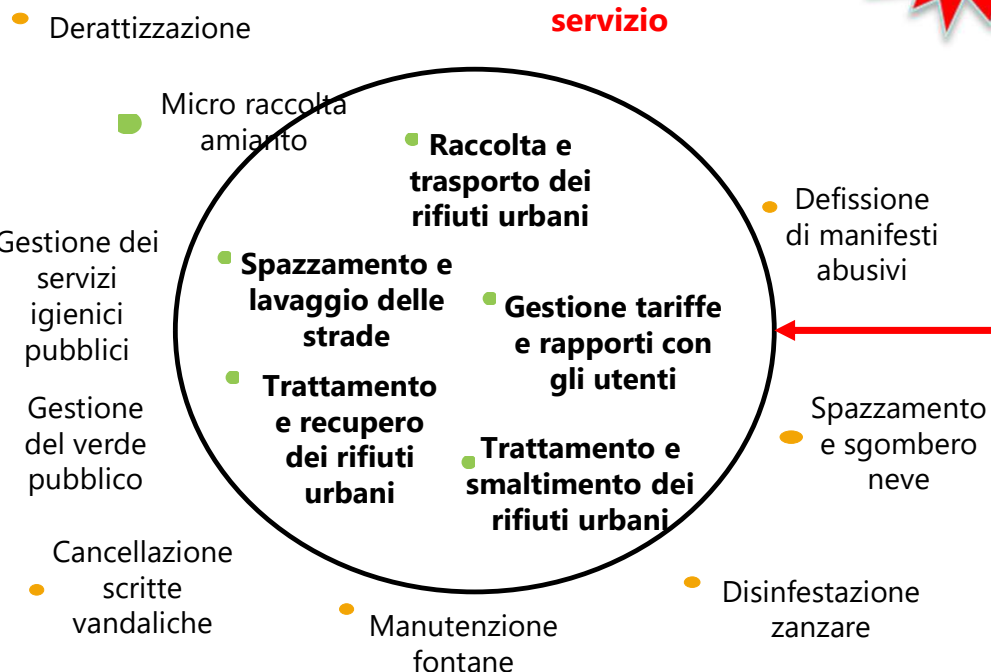 servizio
Derattizzazione
Micro raccolta
amianto
Raccolta e
trasporto dei
rifiuti urbani
Defissione
di manifesti
abusivi
Gestione dei
servizi
igienici
pubblici
Spazzamento e
lavaggio delle
strade
Gestione tariffe
e rapporti con
gli utenti
Trattamento
e recupero
dei rifiuti
urbani
Gestione
del verde
pubblico
Spazzamento
e sgombero
neve
Trattamento e
smaltimento dei
rifiuti urbani
Cancellazione
scritte
vandaliche
Manutenzione
fontane
Disinfestazione
zanzare